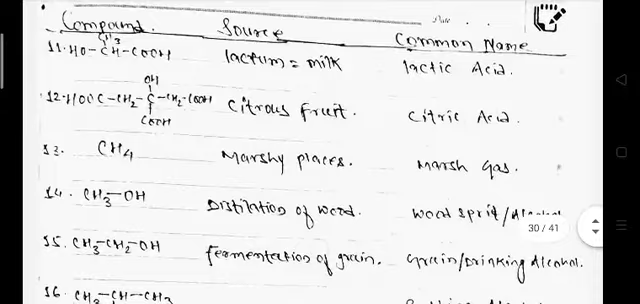 Compound. Source Common Name
CH3
11. HO-CH-COOH lactum = milk lactic Acid.
OH
12. HOOC-CH2-C-CH2-COOH Citrous fruit. Citric Acid.
COOH
13. CH4 Marshy places. Marsh gas.
14. CH3-OH Distilation of wood. Wood Sprit/Alcohol
30 / 41
15. CH3-CH2-OH fermentation of grain. Grain/Drinking Alcohol.
16. CH3-CH-CH3